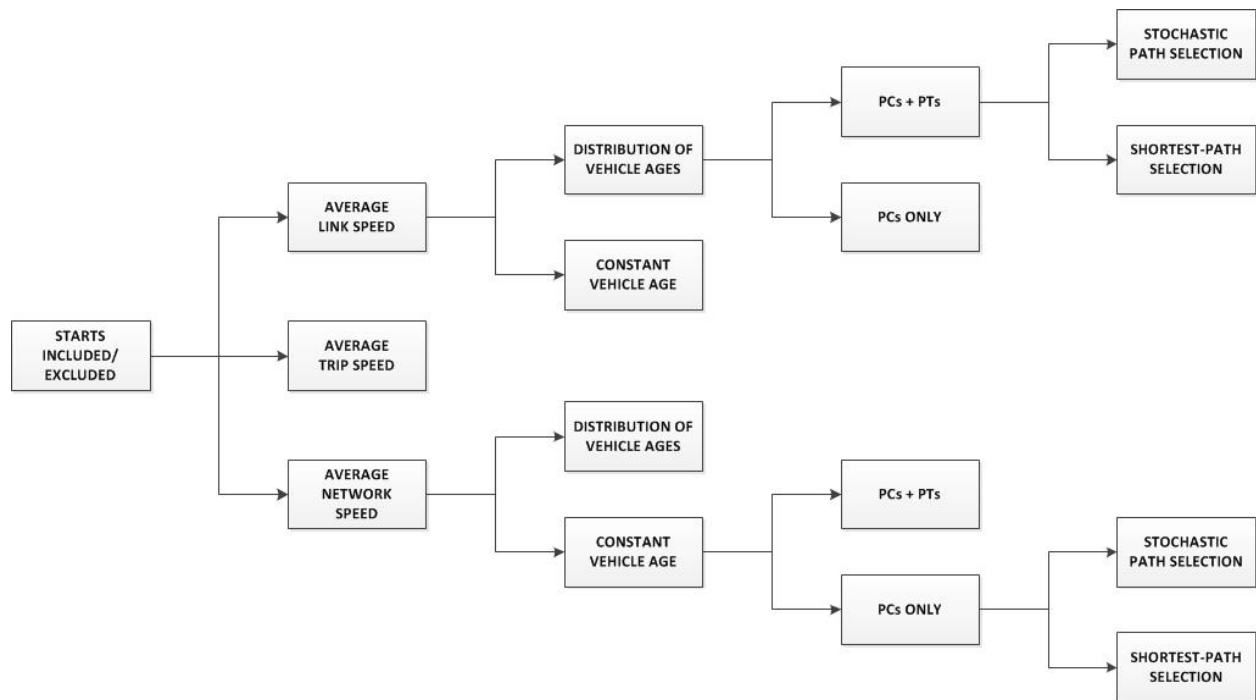 STARTS
INCLUDED/
EXCLUDED
AVERAGE
LINK SPEED
AVERAGE
TRIP SPEED
AVERAGE
NETWORK
SPEED
DISTRIBUTION OF
VEHICLE AGES
CONSTANT
VEHICLE AGE
DISTRIBUTION OF
VEHICLE AGES
CONSTANT
VEHICLE AGE
PCs + PTs
PCs ONLY
PCs + PTs
PCs ONLY
STOCHASTIC
PATH SELECTION
SHORTEST-PATH
SELECTION
STOCHASTIC
PATH SELECTION
SHORTEST-PATH
SELECTION